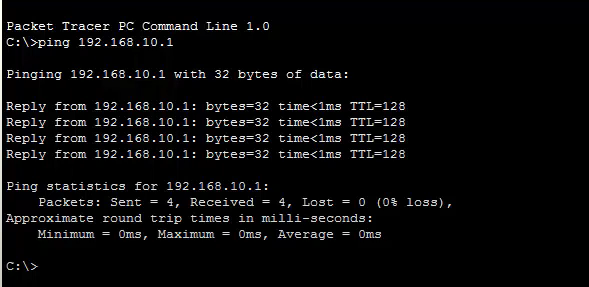 Packet Tracer PC Command Line 1.0
C:\>ping 192.168.10.1
Pinging 192.168.10.1 with 32 bytes of data:
Reply from 192.168.10.1: bytes=32 time<1ms TTL=128
Reply from 192.168.10.1: bytes=32 time<1ms TTL=128
Reply from 192.168.10.1: bytes=32 time<1ms TTL=128
Reply from 192.168.10.1: bytes=32 time<1ms TTL=128
Ping statistics for 192.168.10.1:
    Packets: Sent = 4, Received = 4, Lost = 0 (0% loss),
Approximate round trip times in milli-seconds:
    Minimum = 0ms, Maximum = 0ms, Average = 0ms
C:\>